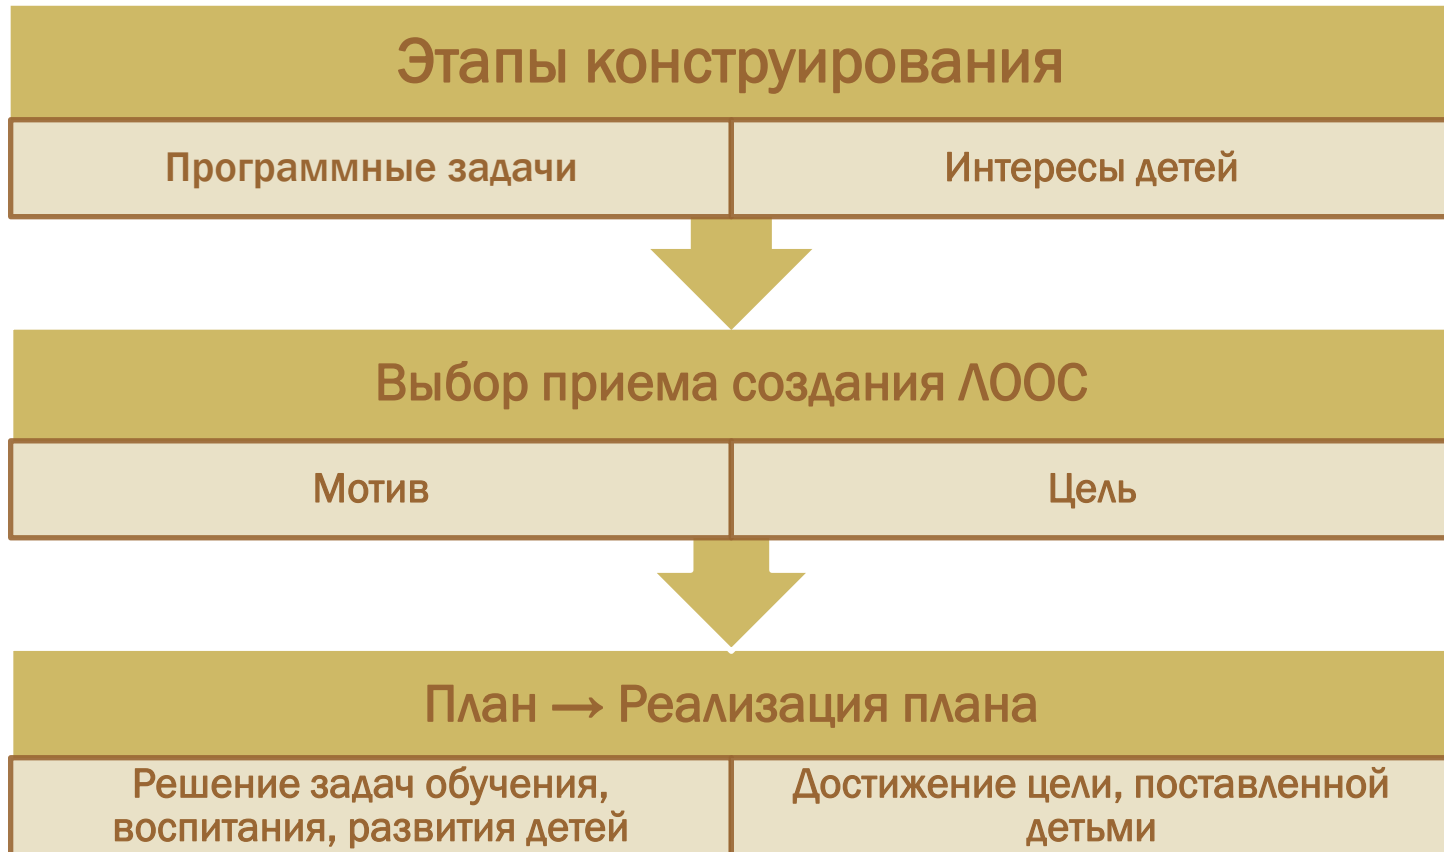 Этапы конструирования
Программные задачи
Интересы детей
Выбор приема создания ЛООС
Мотив
Цель
План → Реализация плана
Решение задач обучения,
воспитания, развития детей
Достижение цели, поставленной
детьми